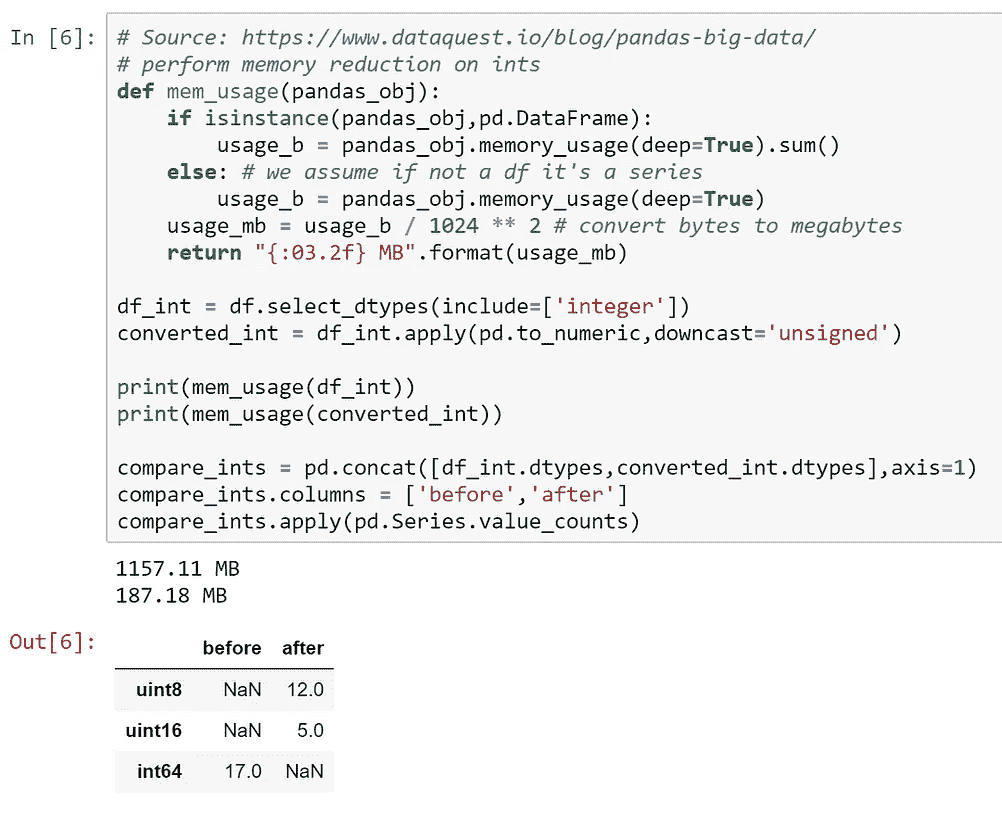 In [6]: # Source: https://www.dataquest.io/blog/pandas-big-data/
# perform memory reduction on ints
def mem_usage(pandas_obj):
    if isinstance(pandas_obj,pd.DataFrame):
        usage_b = pandas_obj.memory_usage(deep=True).sum()
    else: # we assume if not a df it's a series
        usage_b = pandas_obj.memory_usage(deep=True)
    usage_mb = usage_b / 1024 ** 2 # convert bytes to megabytes
    return "{:03.2f} MB".format(usage_mb)

df_int = df.select_dtypes(include=['integer'])
converted_int = df_int.apply(pd.to_numeric,downcast='unsigned')

print(mem_usage(df_int))
print(mem_usage(converted_int))

compare_ints = pd.concat([df_int.dtypes,converted_int.dtypes],axis=1)
compare_ints.columns = ['before','after']
compare_ints.apply(pd.Series.value_counts)
1157.11 MB
187.18 MB
Out[6]:
before after
uint8 NaN 12.0
uint16 NaN 5.0
int64 17.0 NaN